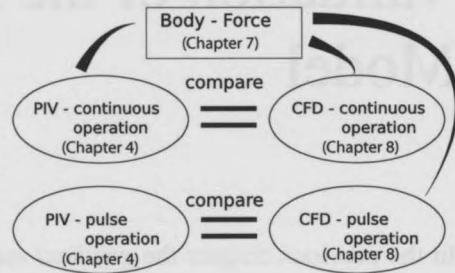 Body - Force
(Chapter 7)
compare
PIV - continuous
operation
(Chapter 4)
CFD - continuous
operation
(Chapter 8)
compare
PIV - pulse
operation
(Chapter 4)
CFD - pulse
operation
(Chapter 8)